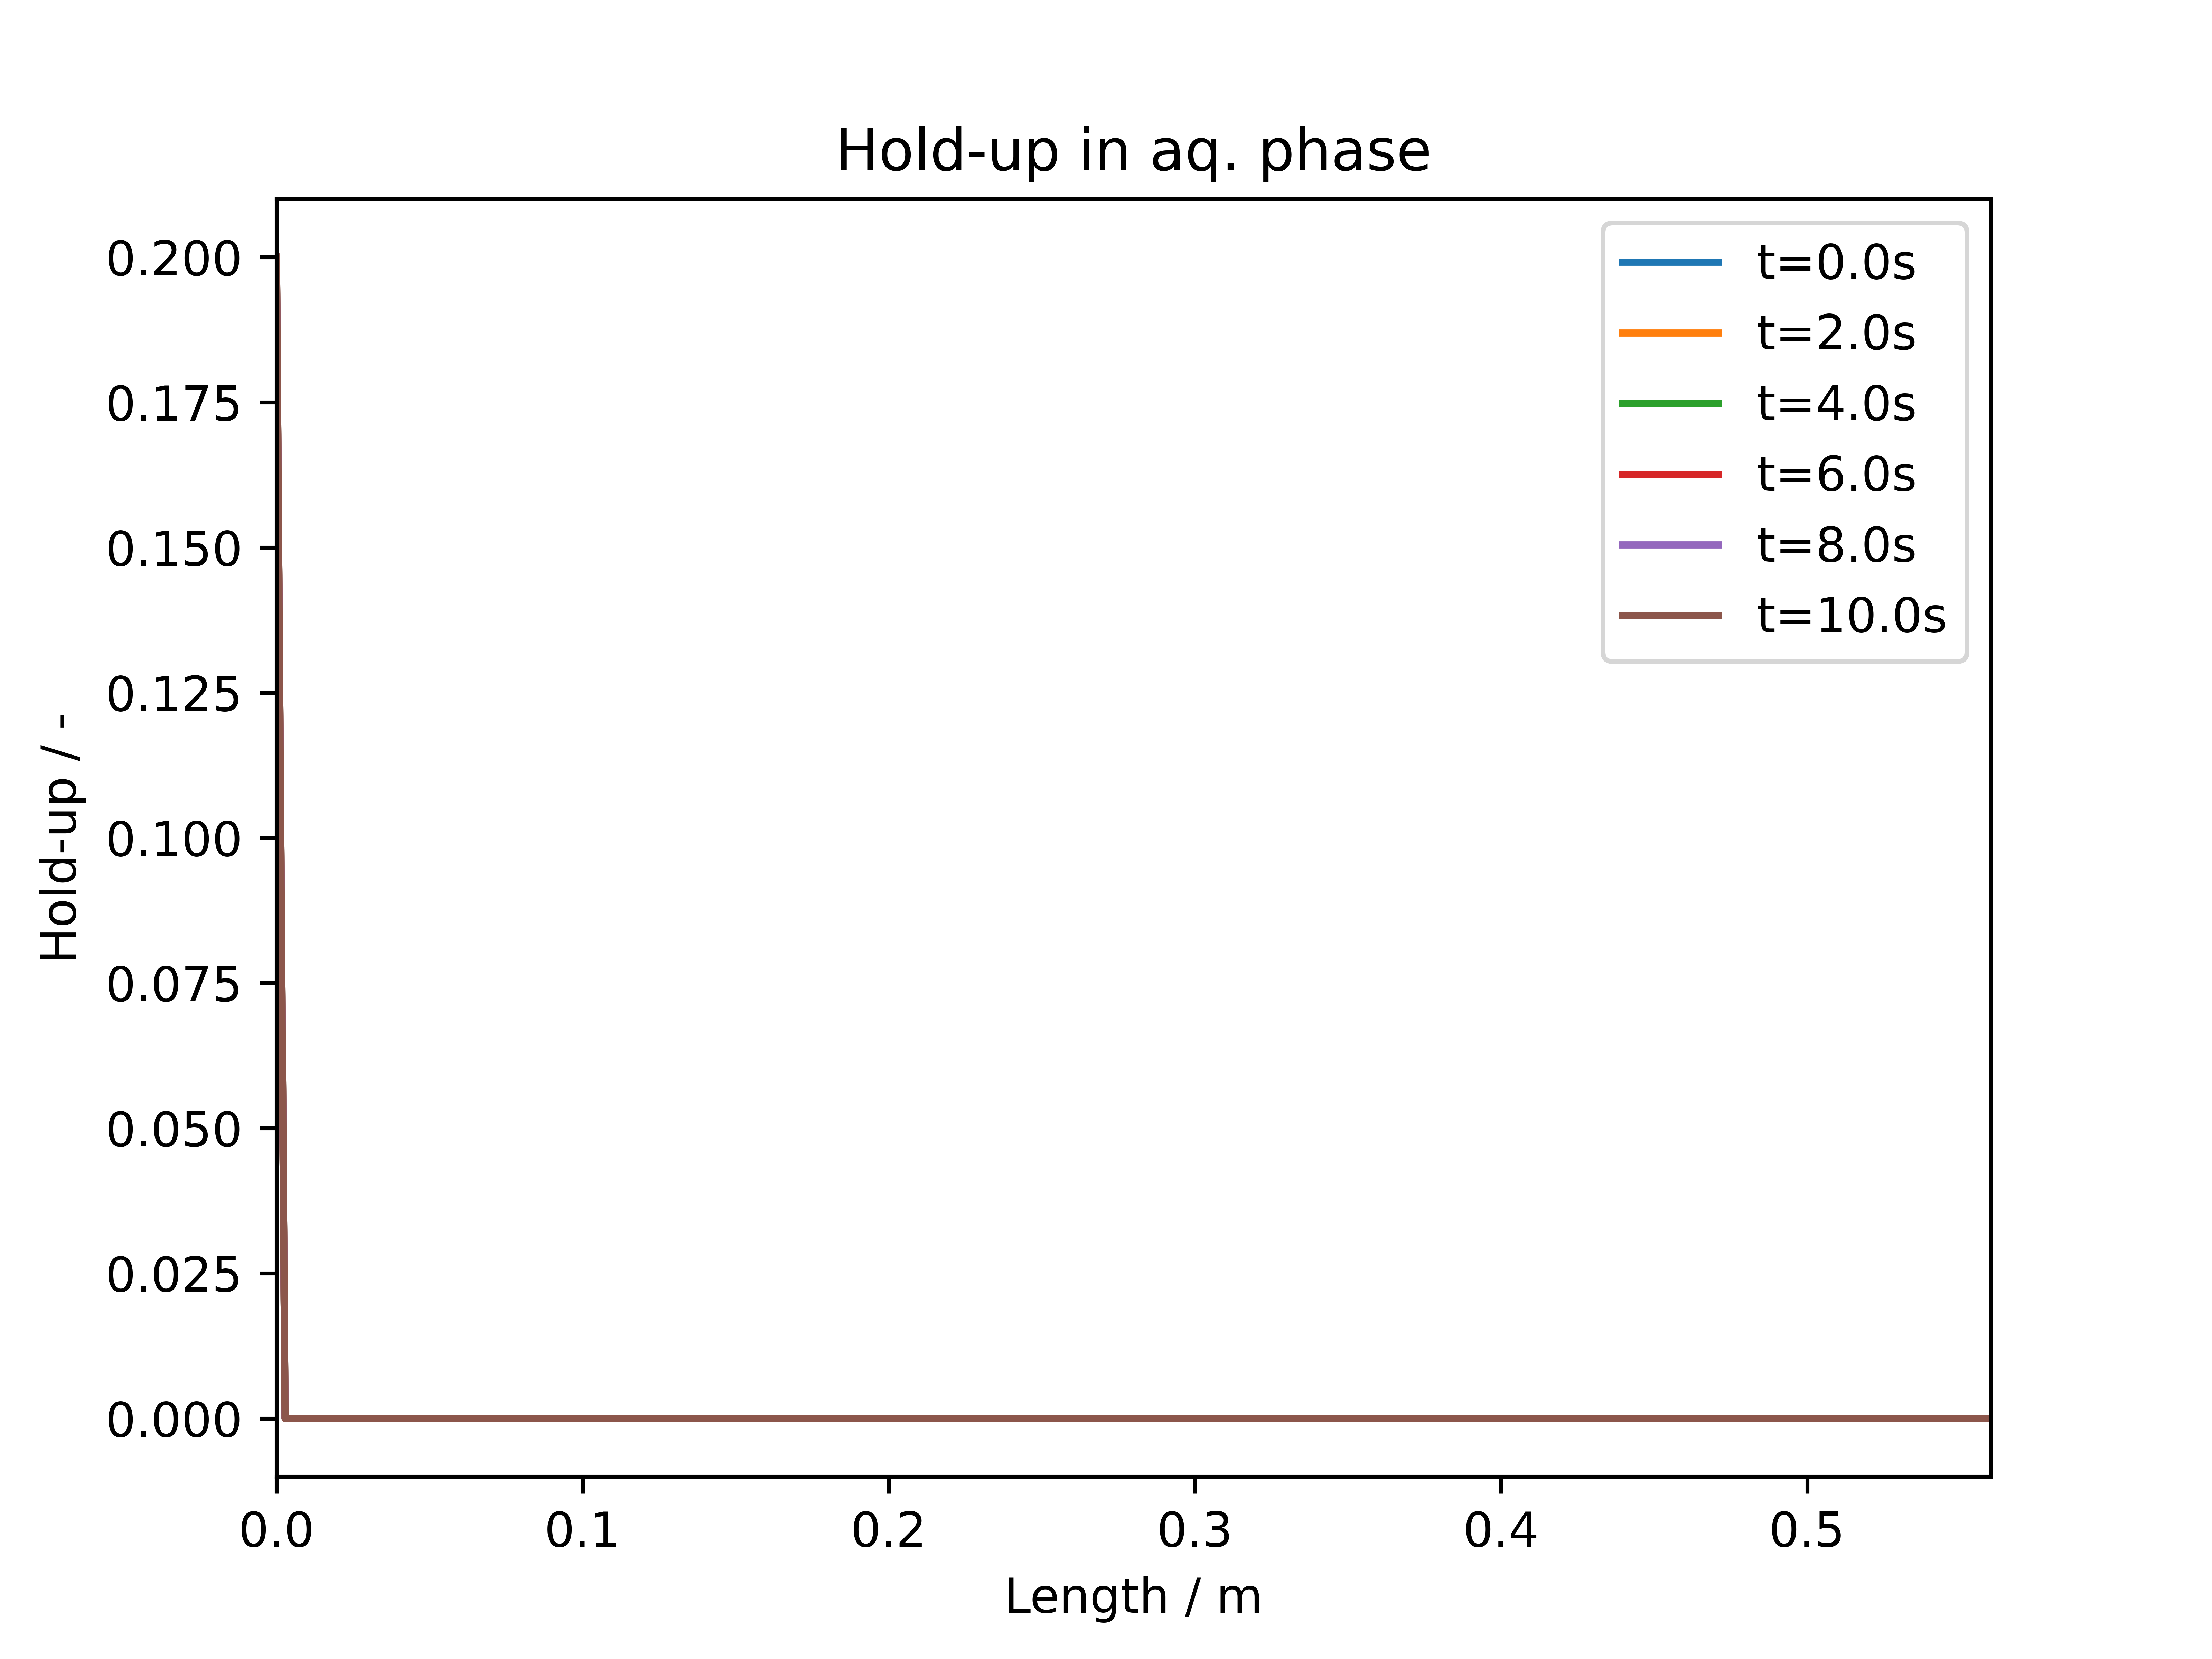 Hold-up in aq. phase
t=0.0s
t=2.0s
t=4.0s
t=6.0s
t=8.0s
t=10.0s
Hold-up / -
0.200
0.175
0.150
0.125
0.100
0.075
0.050
0.025
0.000
0.0 0.1 0.2 0.3 0.4 0.5
Length / m